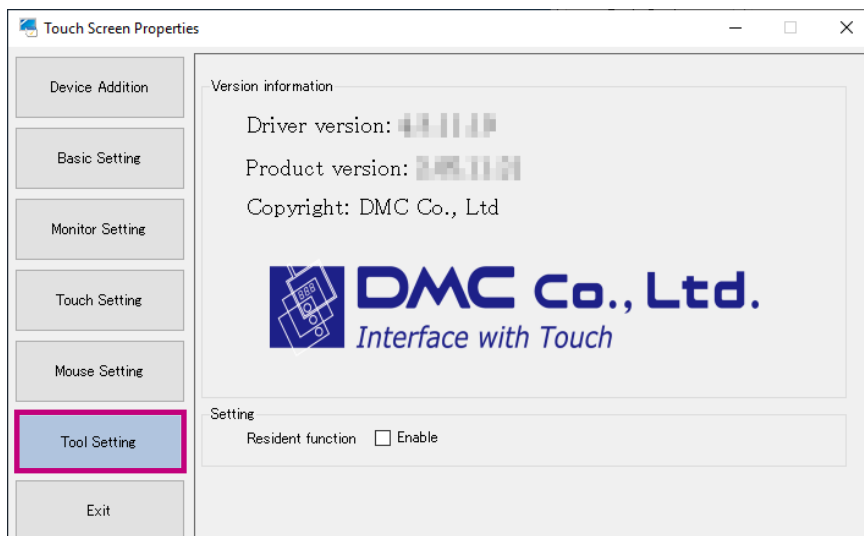 Touch Screen Properties
Device Addition
Basic Setting
Monitor Setting
Touch Setting
Mouse Setting
Tool Setting
Exit
Version information
Driver version:
Product version:
Copyright: DMC Co., Ltd
DMC Co., Ltd.
Interface with Touch
Setting
Resident function Enable